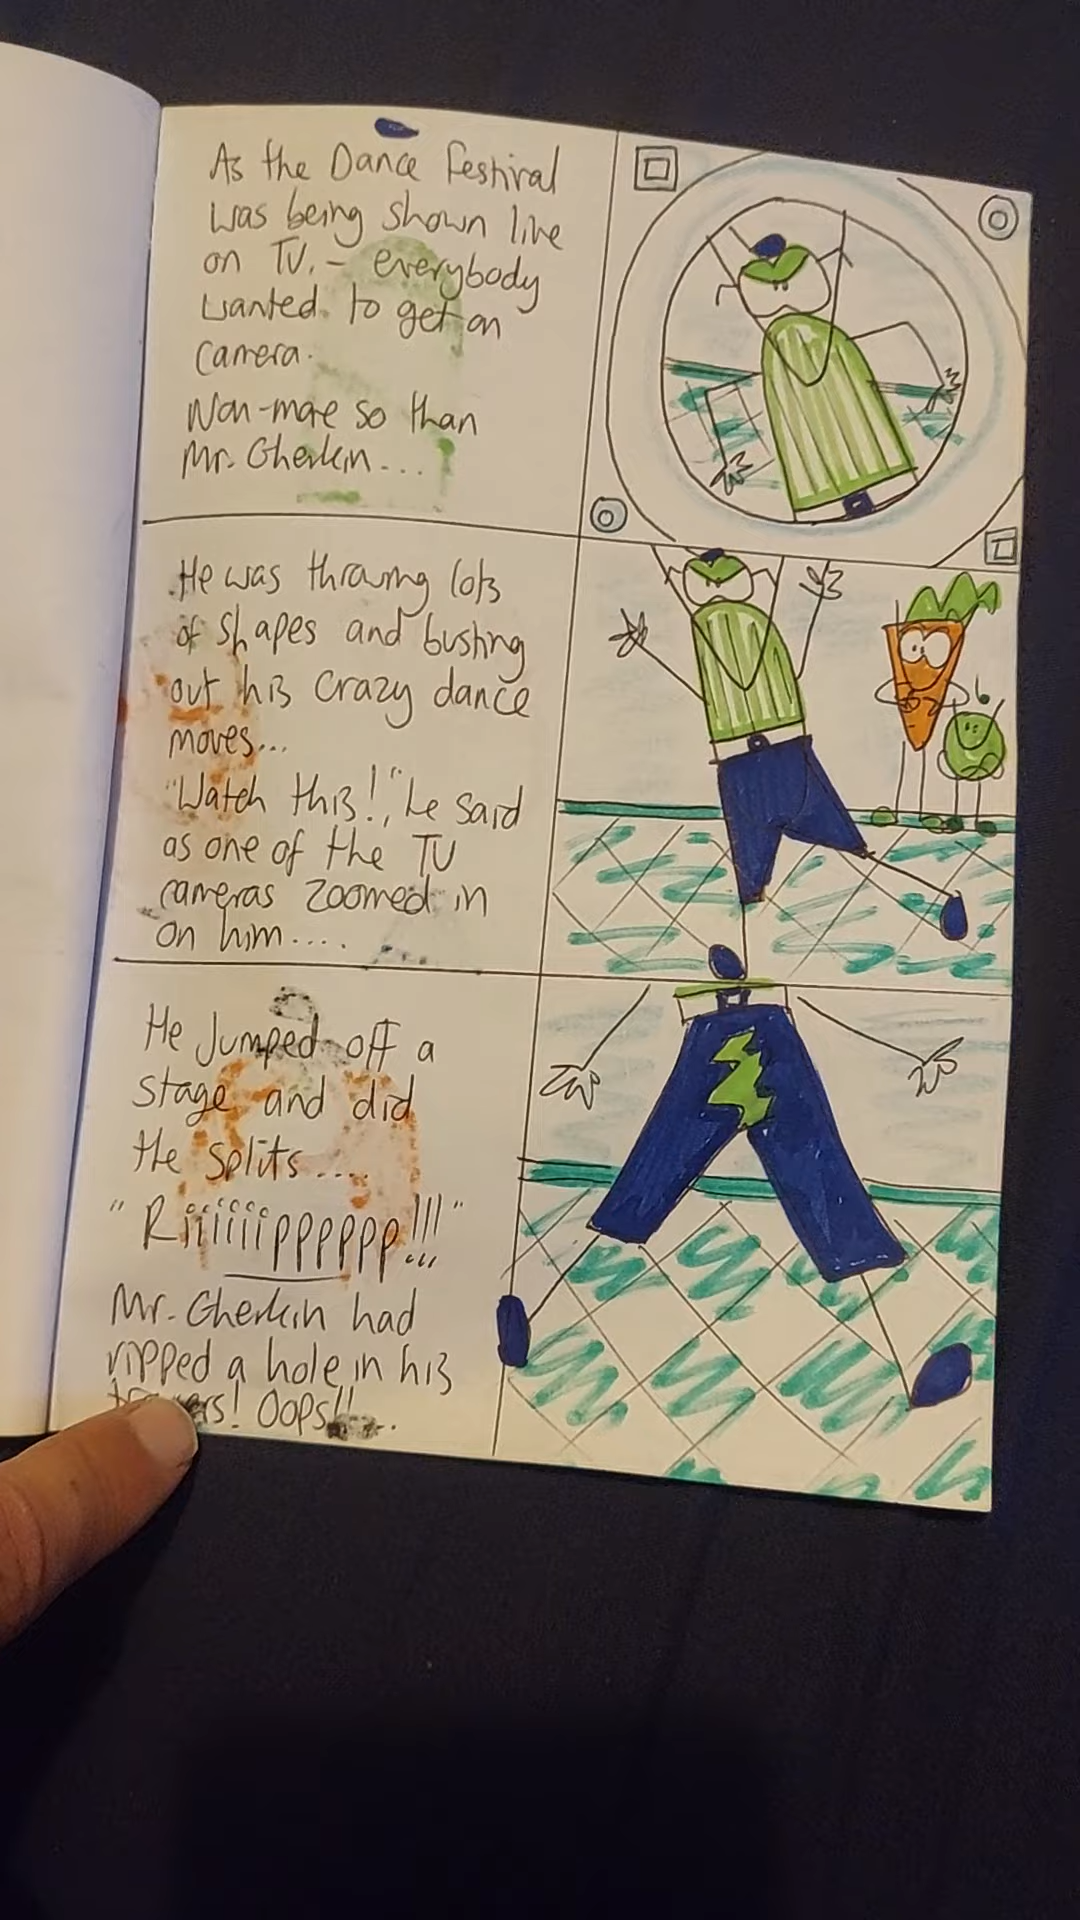 As the Dance Festival
was being shown live
on TV. - everybody
wanted to get on
camera.
Non-more so than
Mr. Gherkin...
He was throwing lots
of shapes and busting
out his crazy dance
moves...
"Watch this!," he said
as one of the TV
cameras zoomed in
on him....
He jumped off a
stage and did
the splits....
"Riiiiiipppppp!!!"
Mr. Gherkin had
ripped a hole in his
trousers! Oops!!...